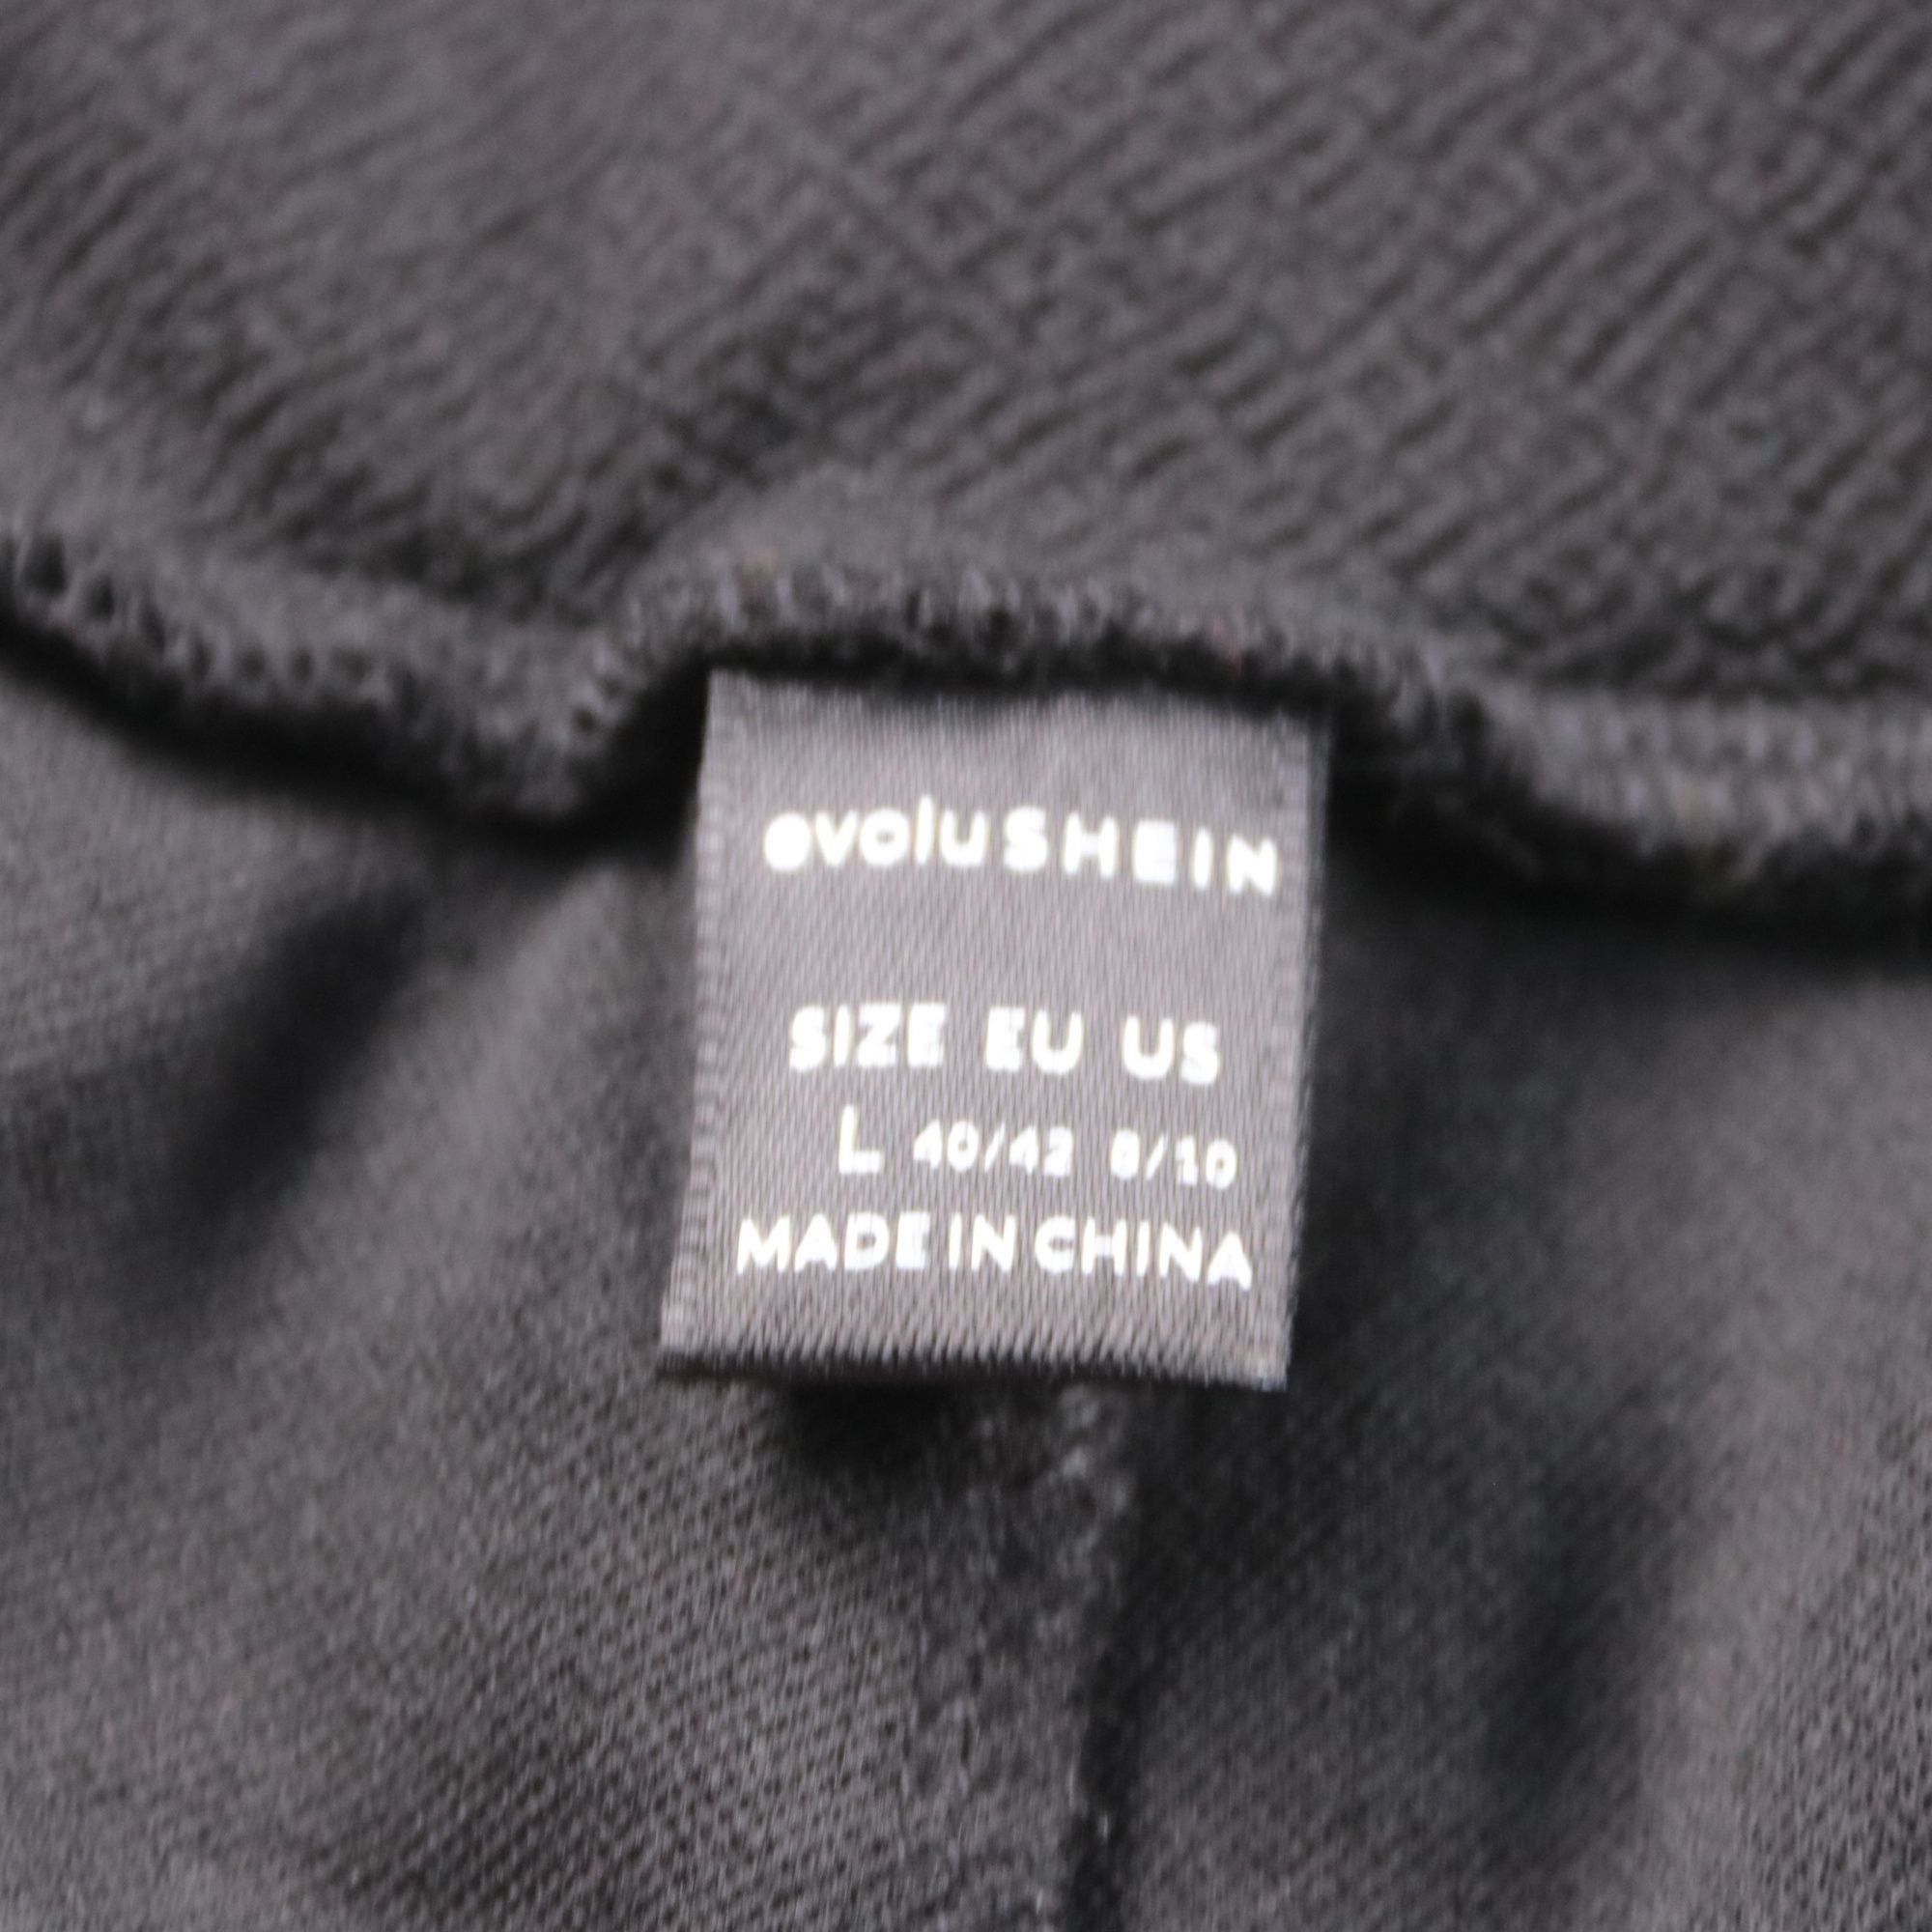 evoluSHEIN
SIZE EU US
L 40/42 8/10
MADE IN CHINA